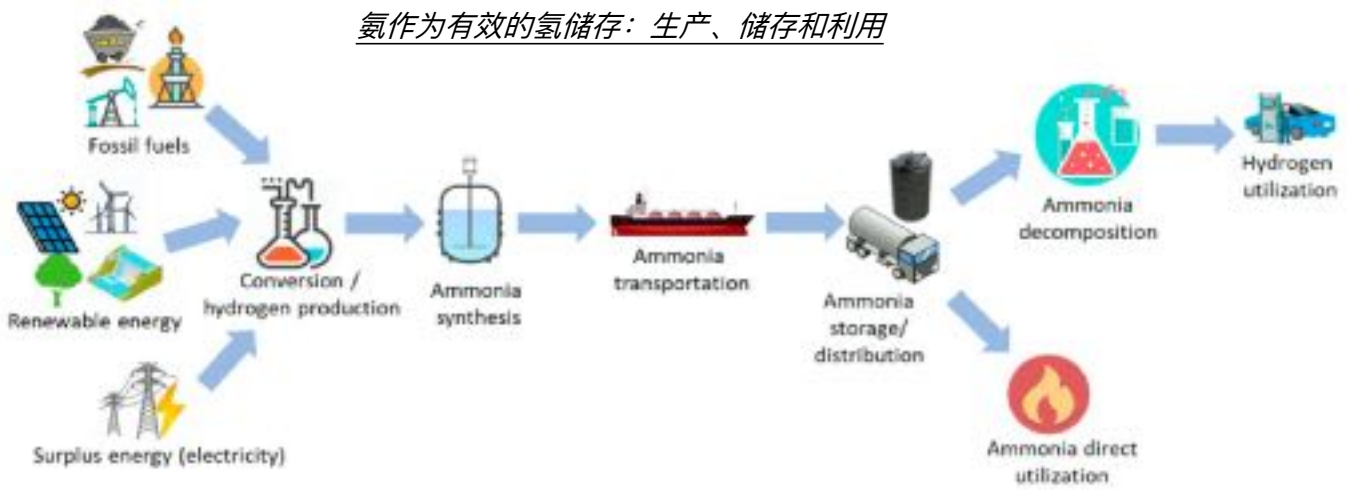 氨作为有效的氢储存：生产、储存和利用
Fossil fuels
Renewable energy
Surplus energy (electricity)
Conversion /
hydrogen production
Ammonia
synthesis
Ammonia
transportation
Ammonia
storage/
distribution
Ammonia
decomposition
Hydrogen
utilization
Ammonia direct
utilization